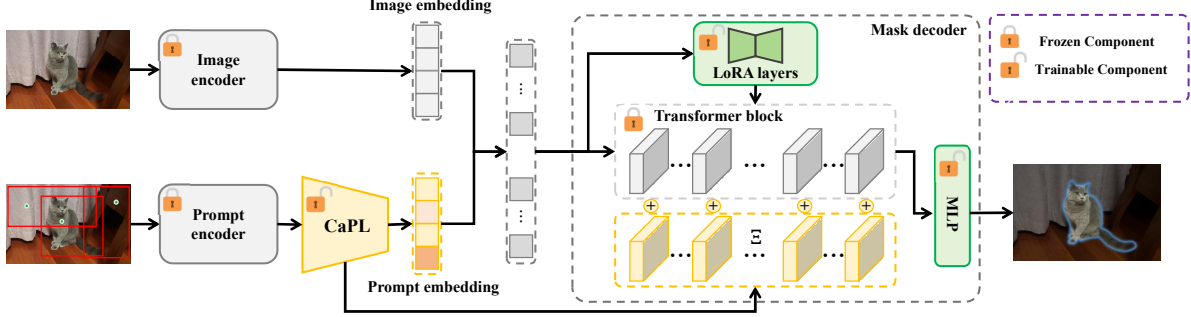 Image embedding
Mask decoder
Image
encoder
LoRA layers
Frozen Component
Trainable Component
Transformer block
...
...
...
...
...
Prompt
encoder
CaPL
MLP
+
+
+
+
...
...
...
Prompt embedding